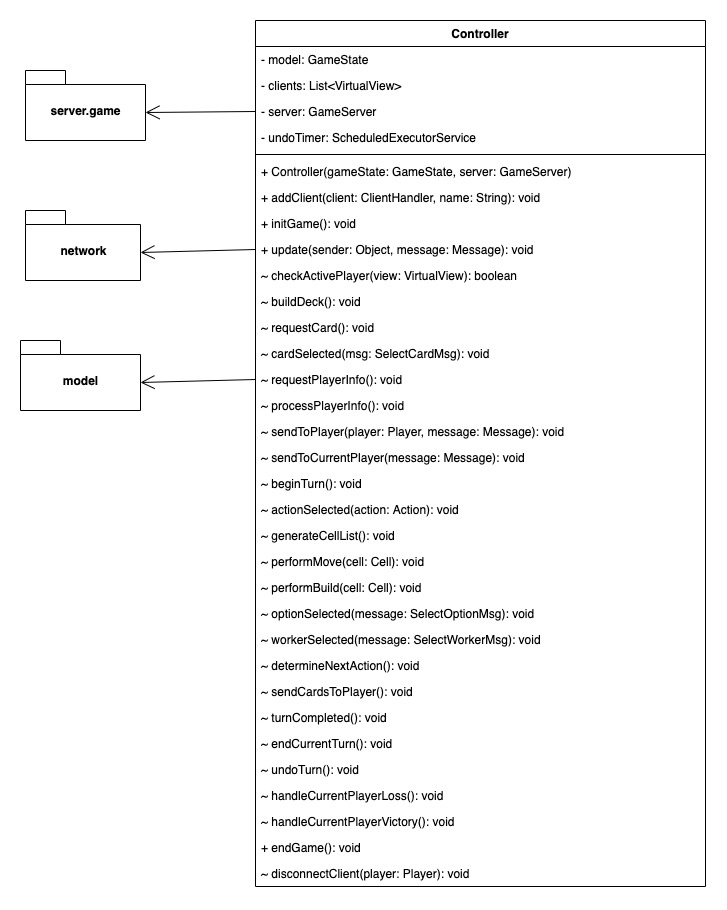 Controller
- model: GameState
- clients: List<VirtualView>
- server: GameServer
- undoTimer: ScheduledExecutorService
+ Controller(gameState: GameState, server: GameServer)
+ addClient(client: ClientHandler, name: String): void
+ initGame(): void
+ update(sender: Object, message: Message): void
~ checkActivePlayer(view: VirtualView): boolean
~ buildDeck(): void
~ requestCard(): void
~ cardSelected(msg: SelectCardMsg): void
~ requestPlayerInfo(): void
~ processPlayerInfo(): void
~ sendToPlayer(player: Player, message: Message): void
~ sendToCurrentPlayer(message: Message): void
~ beginTurn(): void
~ actionSelected(action: Action): void
~ generateCellList(): void
~ performMove(cell: Cell): void
~ performBuild(cell: Cell): void
~ optionSelected(message: SelectOptionMsg): void
~ workerSelected(message: SelectWorkerMsg): void
~ determineNextAction(): void
~ sendCardsToPlayer(): void
~ turnCompleted(): void
~ endCurrentTurn(): void
~ undoTurn(): void
~ handleCurrentPlayerLoss(): void
~ handleCurrentPlayerVictory(): void
+ endGame(): void
~ disconnectClient(player: Player): void
server.game
network
model